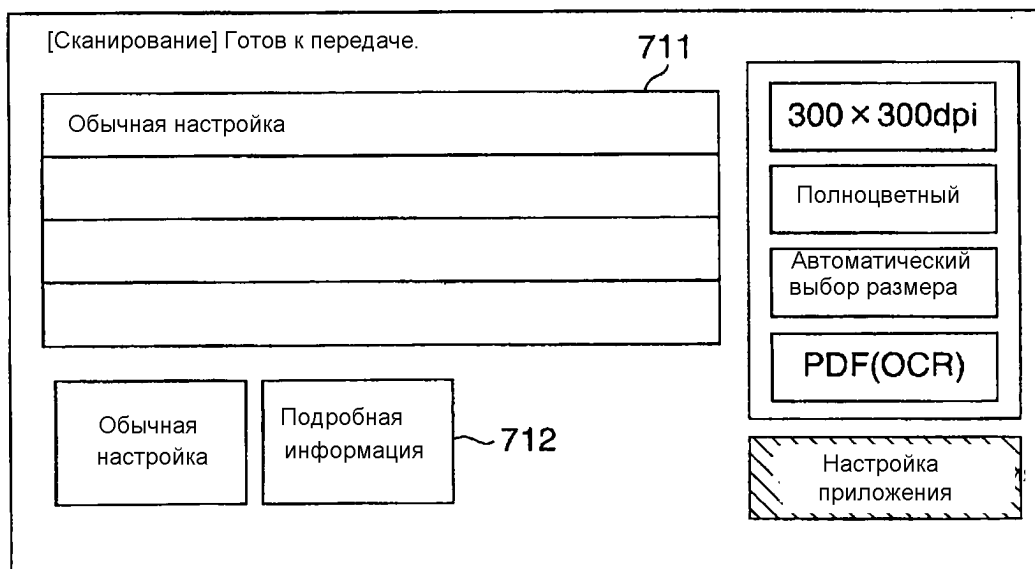 [Сканирование] Готов к передаче.
711
Обычная настройка
300×300dpi
Полноцветный
Автоматический
выбор размера
PDF(OCR)
Обычная
настройка
Подробная
информация
712
Настройка
приложения